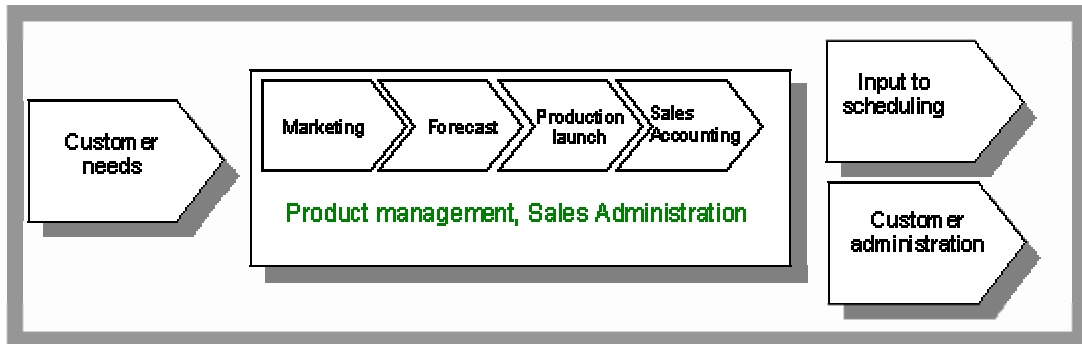 Customer
needs
Marketing
Forecast
Production
launch
Sales
Accounting
Product management, Sales Administration
Input to
scheduling
Customer
administration